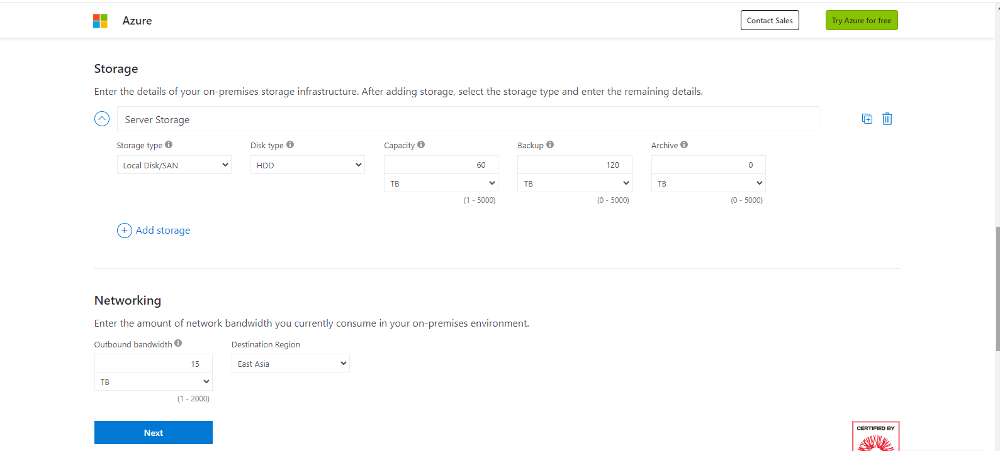 Azure
Contact Sales
Try Azure for free
Storage
Enter the details of your on-premises storage infrastructure. After adding storage, select the storage type and enter the remaining details.
Server Storage
Storage type
Disk type
Capacity
Backup
Archive
Local Disk/SAN
HDD
60
120
0
TB
TB
TB
(1 - 5000)
(0 - 5000)
(0 - 5000)
Add storage
Networking
Enter the amount of network bandwidth you currently consume in your on-premises environment.
Outbound bandwidth
Destination Region
15
East Asia
TB
(1 - 2000)
Next
CERTIFIED BY